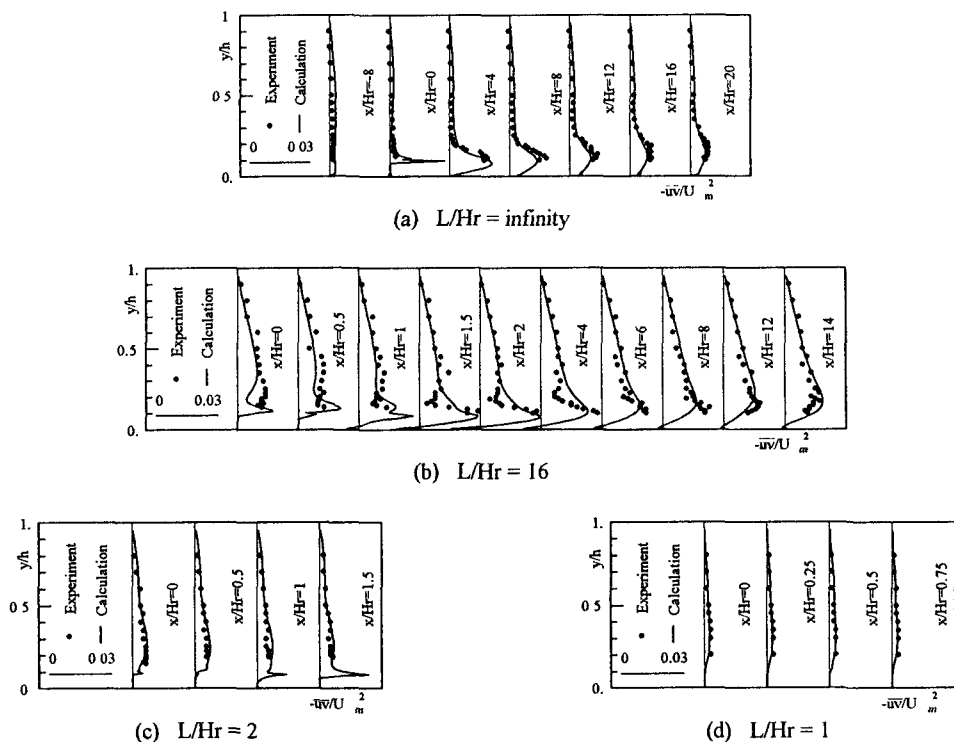 1
y/h
0 5
0.
Experiment
Calculation
0
0 03
x/Hr=-8
x/Hr=0
x/Hr=4
x/Hr=8
x/Hr=12
x/Hr=16
x/Hr=20
-uv/U m 2
(a) L/Hr = infinity
1.
y/h
0.5
0.
Experiment
Calculation
0
0.03
x/Hr=0
x/Hr=0.5
x/Hr=1
x/Hr=1.5
x/Hr=2
x/Hr=4
x/Hr=6
x/Hr=8
x/Hr=12
x/Hr=14
-uv/U m 2
(b) L/Hr = 16
1.
y/h
0 5
0
Experiment
Calculation
0
0 03
x/Hr=0
x/Hr=0.5
x/Hr=1
x/Hr=1.5
-uv/U m 2
(c) L/Hr = 2
1.
y/h
0 5
0.
Experiment
Calculation
0
0.03
x/Hr=0
x/Hr=0.25
x/Hr=0.5
x/Hr=0.75
-uv/U m 2
(d) L/Hr = 1